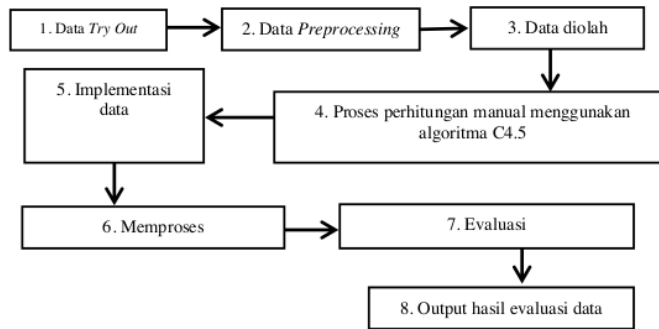 1. Data Try Out
2. Data Preprocessing
3. Data diolah
4. Proses perhitungan manual menggunakan
algoritma C4.5
5. Implementasi
data
6. Memproses
7. Evaluasi
8. Output hasil evaluasi data